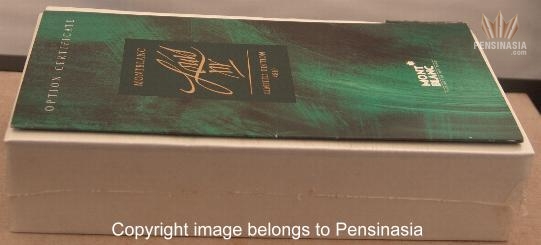 OPTION CERTIFICATE
MONTBLANC
LIMITED EDITION
MONT
BLANC
PENSINASIA
.com
Copyright image belongs to Pensinasia